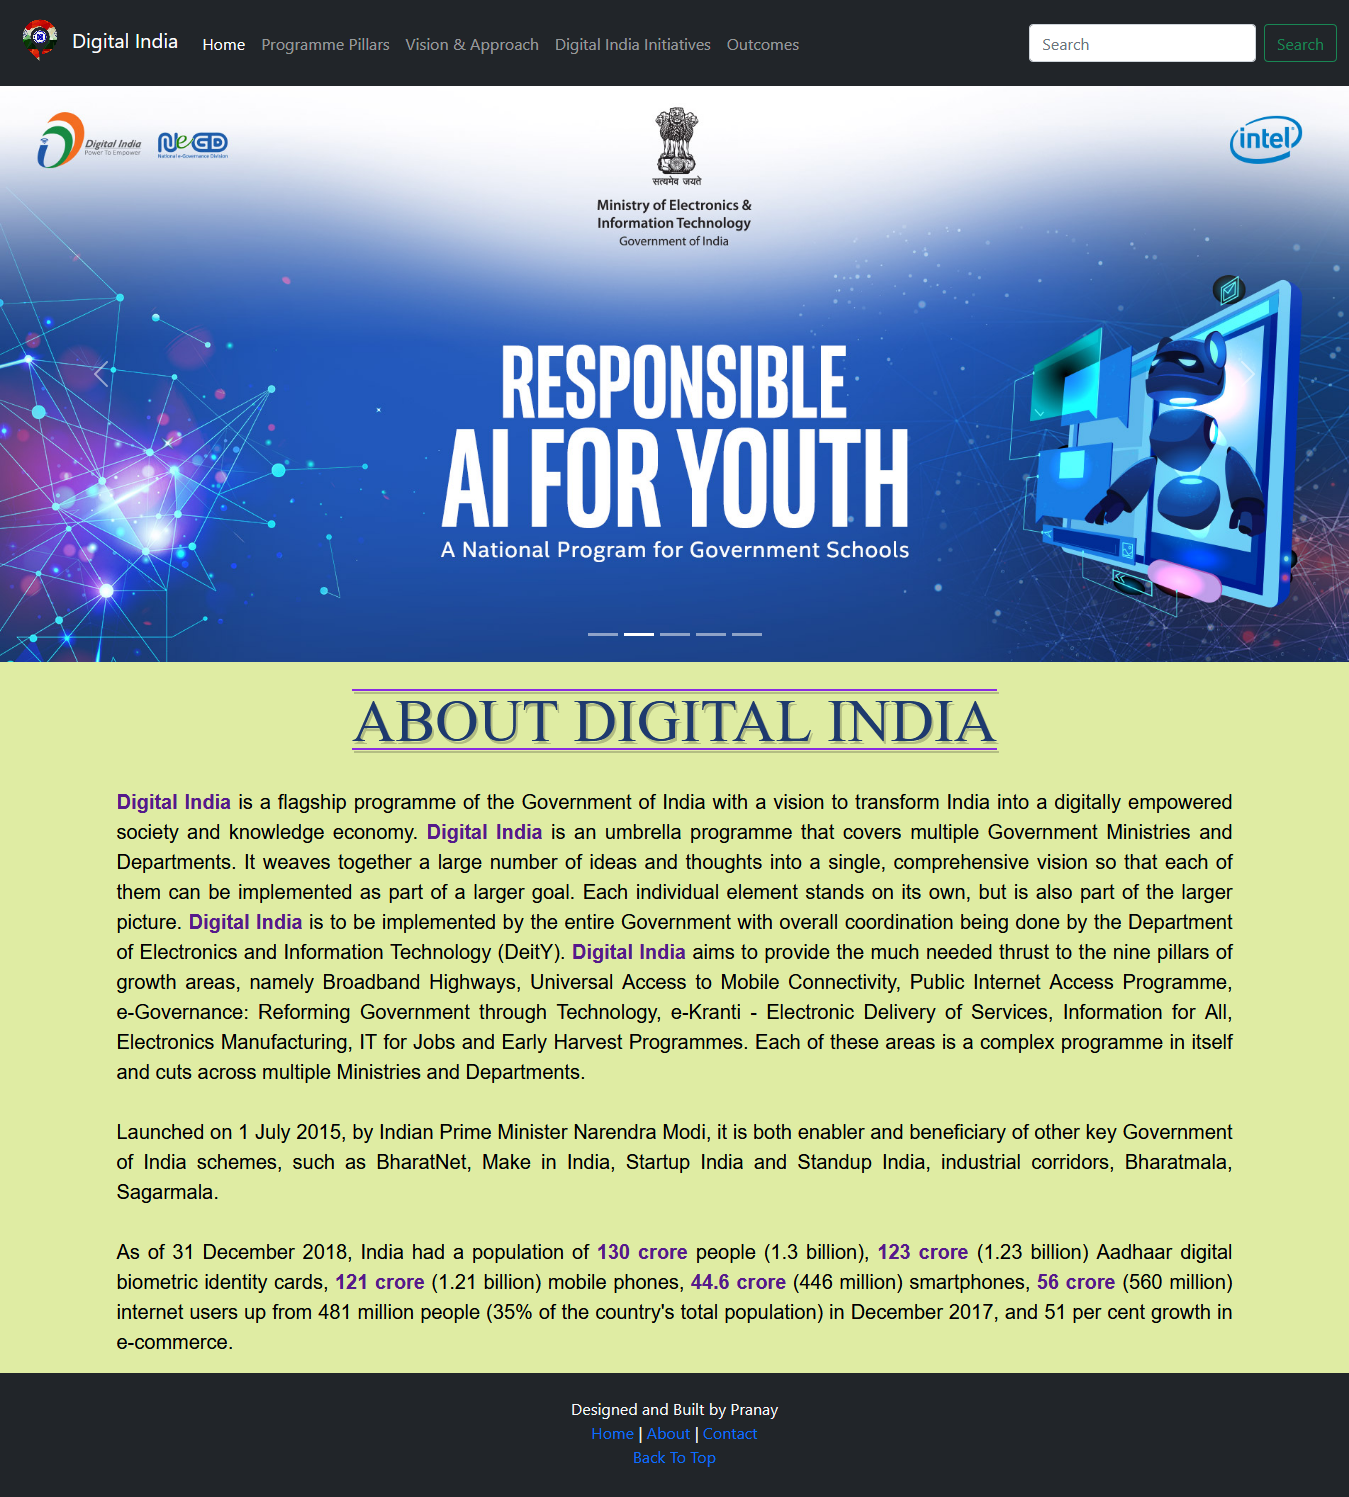 Digital India Home Programme Pillars Vision & Approach Digital India Initiatives Outcomes Search Search
Digital India
Power To Empower
NeGD
National e-Governance Division
सत्यमेव जयते
Ministry of Electronics &
Information Technology
Government of India
intel
RESPONSIBLE
AI FOR YOUTH
A National Program for Government Schools
ABOUT DIGITAL INDIA
Digital India is a flagship programme of the Government of India with a vision to transform India into a digitally empowered
society and knowledge economy. Digital India is an umbrella programme that covers multiple Government Ministries and
Departments. It weaves together a large number of ideas and thoughts into a single, comprehensive vision so that each of
them can be implemented as part of a larger goal. Each individual element stands on its own, but is also part of the larger
picture. Digital India is to be implemented by the entire Government with overall coordination being done by the Department
of Electronics and Information Technology (DeitY). Digital India aims to provide the much needed thrust to the nine pillars of
growth areas, namely Broadband Highways, Universal Access to Mobile Connectivity, Public Internet Access Programme,
e-Governance: Reforming Government through Technology, e-Kranti - Electronic Delivery of Services, Information for All,
Electronics Manufacturing, IT for Jobs and Early Harvest Programmes. Each of these areas is a complex programme in itself
and cuts across multiple Ministries and Departments.
Launched on 1 July 2015, by Indian Prime Minister Narendra Modi, it is both enabler and beneficiary of other key Government
of India schemes, such as BharatNet, Make in India, Startup India and Standup India, industrial corridors, Bharatmala,
Sagarmala.
As of 31 December 2018, India had a population of 130 crore people (1.3 billion), 123 crore (1.23 billion) Aadhaar digital
biometric identity cards, 121 crore (1.21 billion) mobile phones, 44.6 crore (446 million) smartphones, 56 crore (560 million)
internet users up from 481 million people (35% of the country's total population) in December 2017, and 51 per cent growth in
e-commerce.
Designed and Built by Pranay
Home | About | Contact
Back To Top